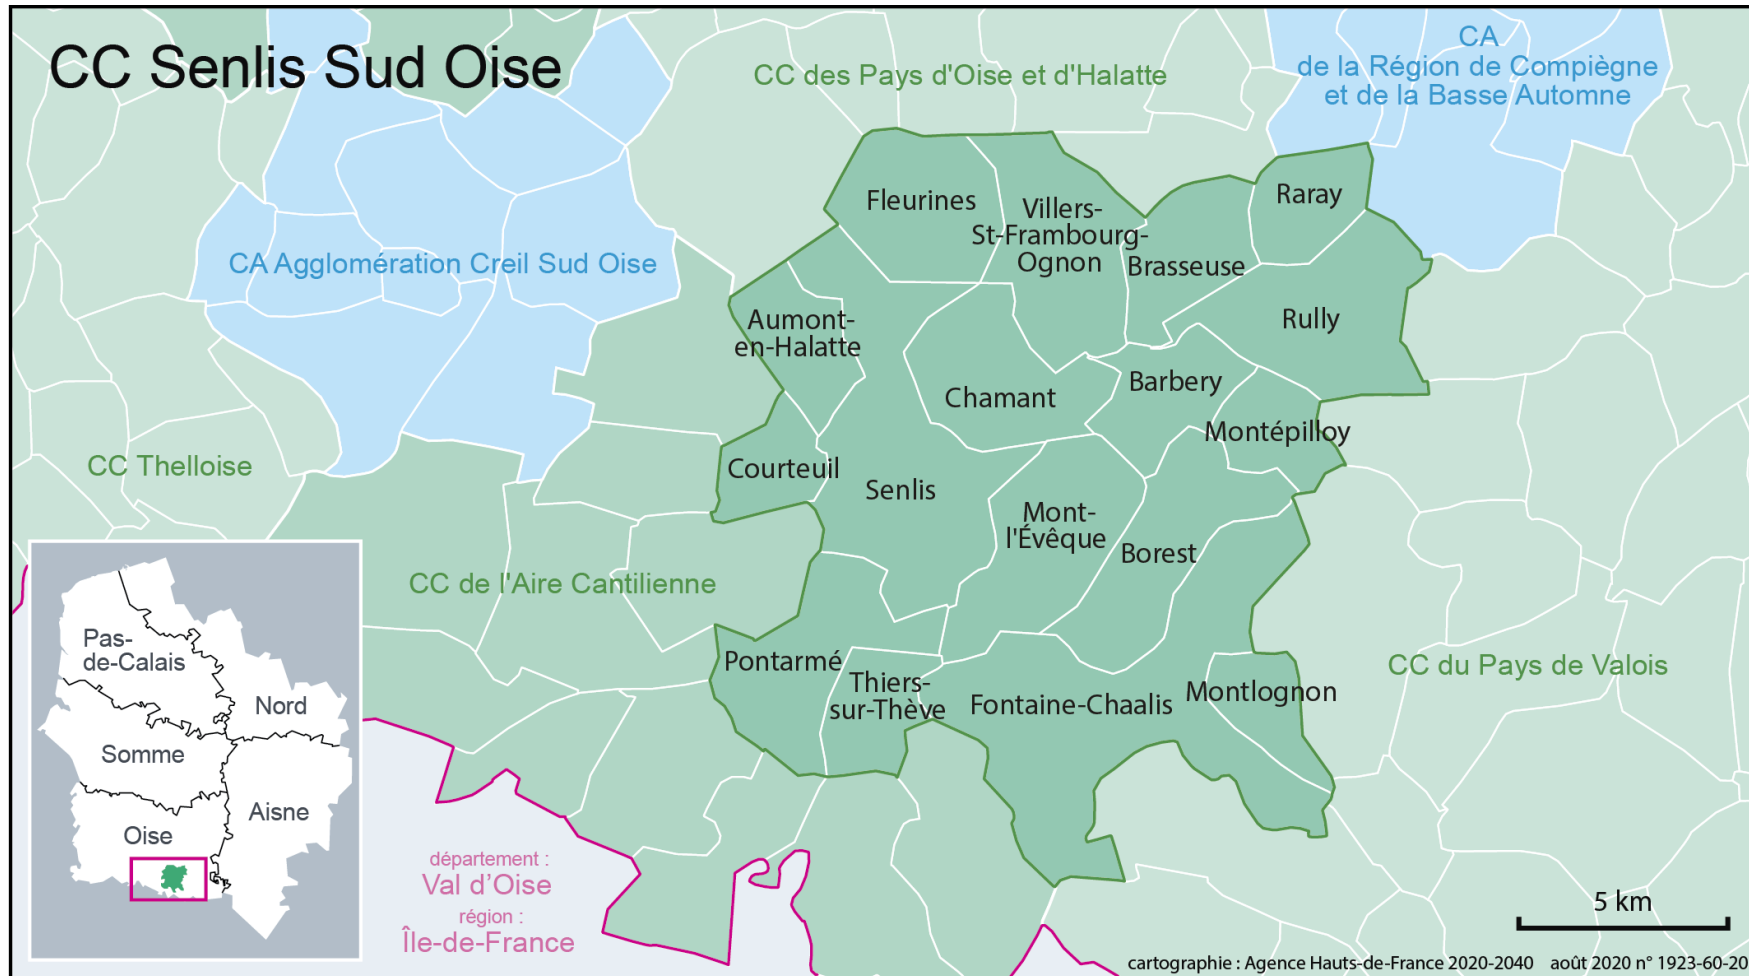 CC Senlis Sud Oise
CC des Pays d'Oise et d'Halatte
CA
de la Région de Compiègne
et de la Basse Automne
CA Agglomération Creil Sud Oise
Fleurines
Villers-
St-Frambourg-
Ognon
Raray
Brasseuse
Rully
Aumont-
en-Halatte
Chamant
Barbery
Montépilloy
CC Thelloise
Courteuil
Senlis
Mont-
l'Évêque
Borest
CC de l'Aire Cantilienne
Pontarmé
Thiers-
sur-Thève
Fontaine-Chaalis
Montlognon
CC du Pays de Valois
Pas-
de-Calais
Nord
Somme
Aisne
Oise
département :
Val d’Oise
région :
Île-de-France
5 km
cartographie : Agence Hauts-de-France 2020-2040 août 2020 n° 1923-60-20